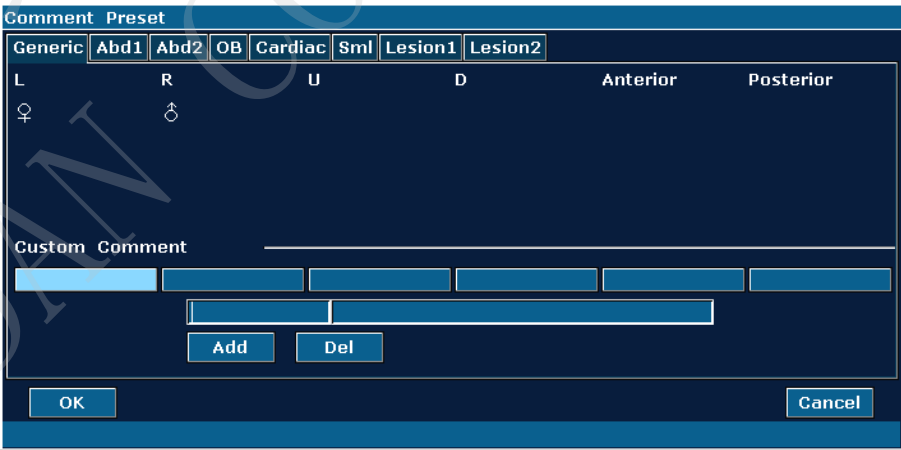 Comment Preset
Generic Abd1 Abd2 OB Cardiac Sml Lesion1 Lesion2
L R U D Anterior Posterior
♀ ♂
Custom Comment
Add Del
OK Cancel